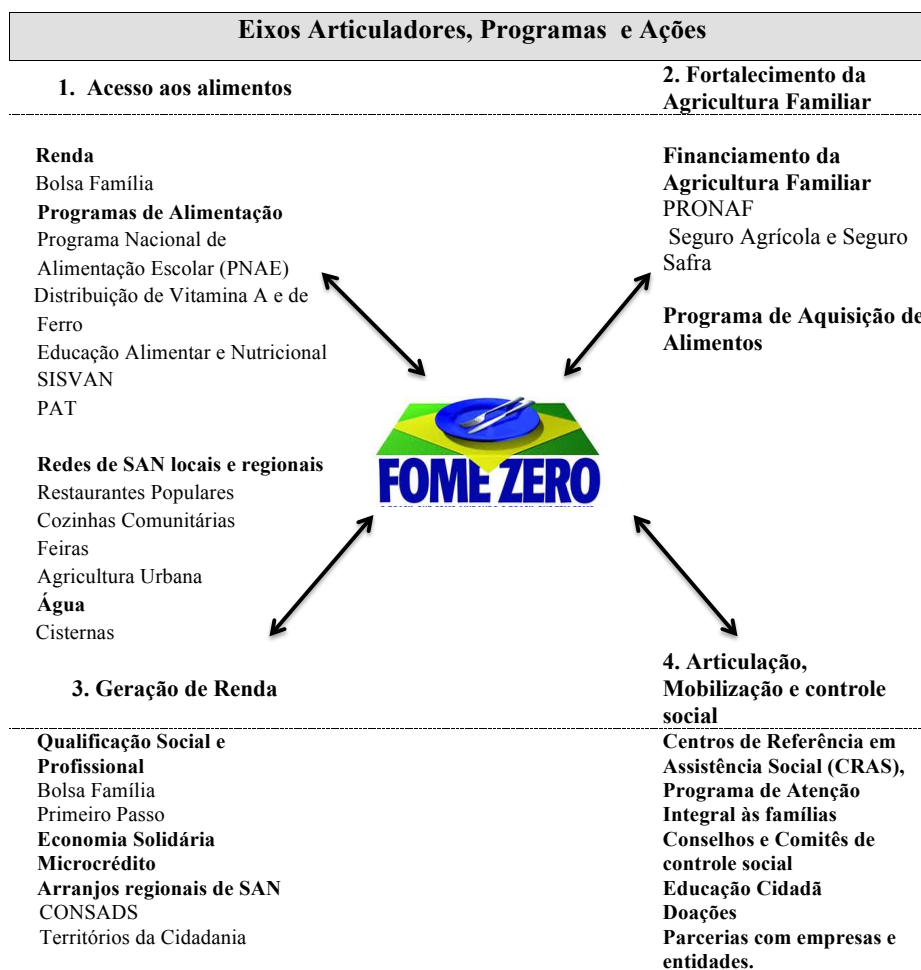 Eixos Articuladores, Programas e Ações
1. Acesso aos alimentos
2. Fortalecimento da
Agricultura Familiar
Renda
Bolsa Família
Programas de Alimentação
Programa Nacional de
Alimentação Escolar (PNAE)
Distribuição de Vitamina A e de
Ferro
Educação Alimentar e Nutricional
SISVAN
PAT
Redes de SAN locais e regionais
Restaurantes Populares
Cozinhas Comunitárias
Feiras
Agricultura Urbana
Água
Cisternas
Financiamento da
Agricultura Familiar
PRONAF
Seguro Agrícola e Seguro
Safra
Programa de Aquisição de
Alimentos
FOME ZERO
3. Geração de Renda
4. Articulação,
Mobilização e controle
social
Qualificação Social e
Profissional
Bolsa Família
Primeiro Passo
Economia Solidária
Microcrédito
Arranjos regionais de SAN
CONSADS
Territórios da Cidadania
Centros de Referência em
Assistência Social (CRAS),
Programa de Atenção
Integral às famílias
Conselhos e Comitês de
controle social
Educação Cidadã
Doações
Parcerias com empresas e
entidades.